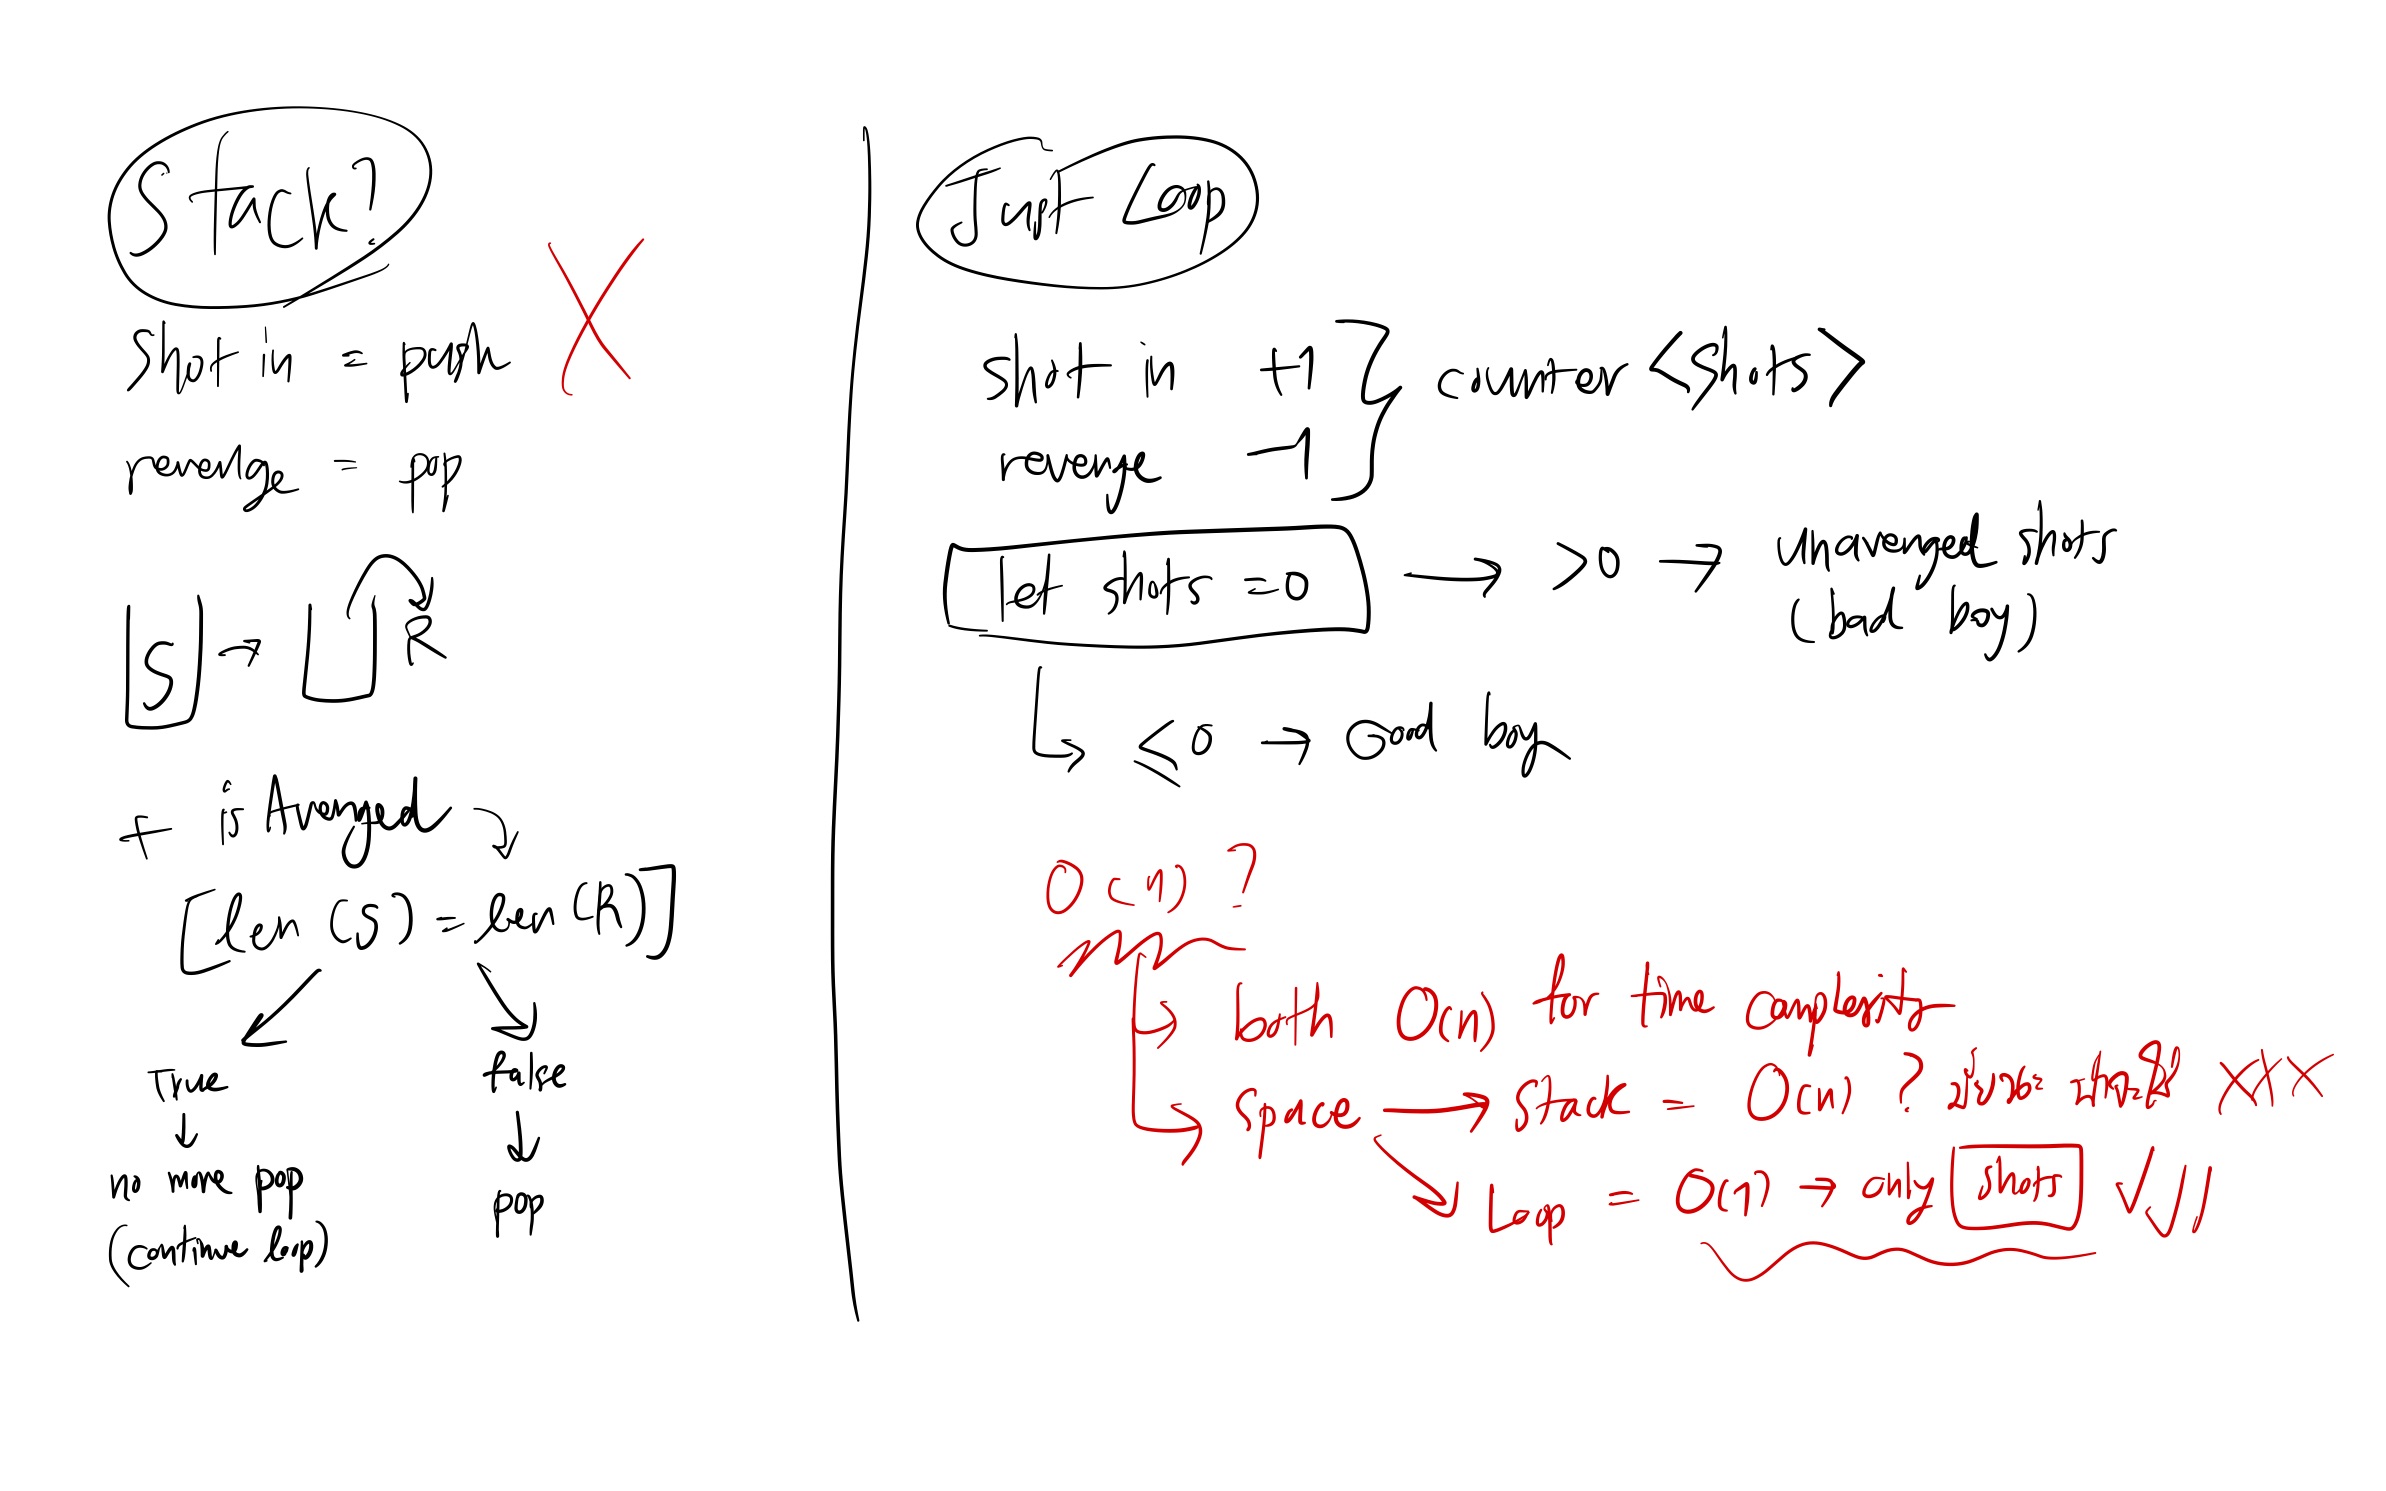 Stack?
Shot in = push
revenge = pop
S → R
+ is Avenged
[len (S) = len (R)]
True
false
↓
↓
no more pop
pop
(continue loop)
Just Loop
shot in +1
revenge -1
counter <shots>
let shots = 0 → >0 → unavenged shots
(bad boy)
≤0 → Good boy
O(1) ?
both O(n) for time complexity
space → stack = O(n) ? XXX
Loop = O(1) → only shots ✓✓